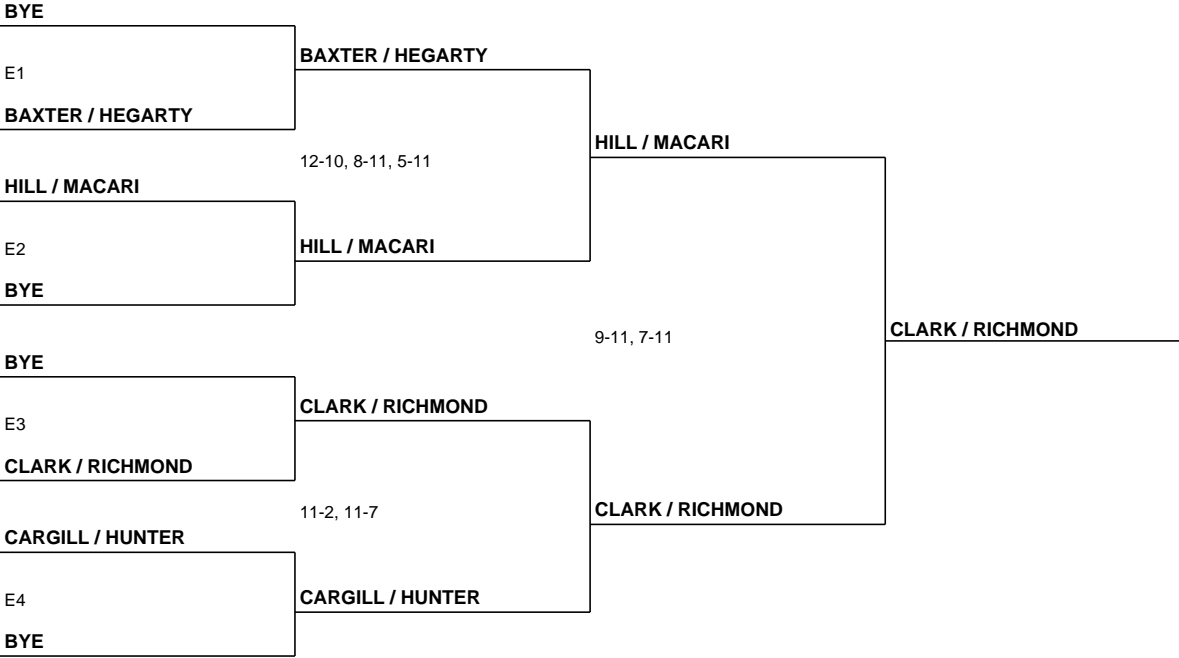 BYE
E1
BAXTER / HEGARTY
HILL / MACARI
E2
BYE
BYE
E3
CLARK / RICHMOND
CARGILL / HUNTER
E4
BYE
BAXTER / HEGARTY
12-10, 8-11, 5-11
HILL / MACARI
CLARK / RICHMOND
11-2, 11-7
CARGILL / HUNTER
HILL / MACARI
9-11, 7-11
CLARK / RICHMOND
CLARK / RICHMOND